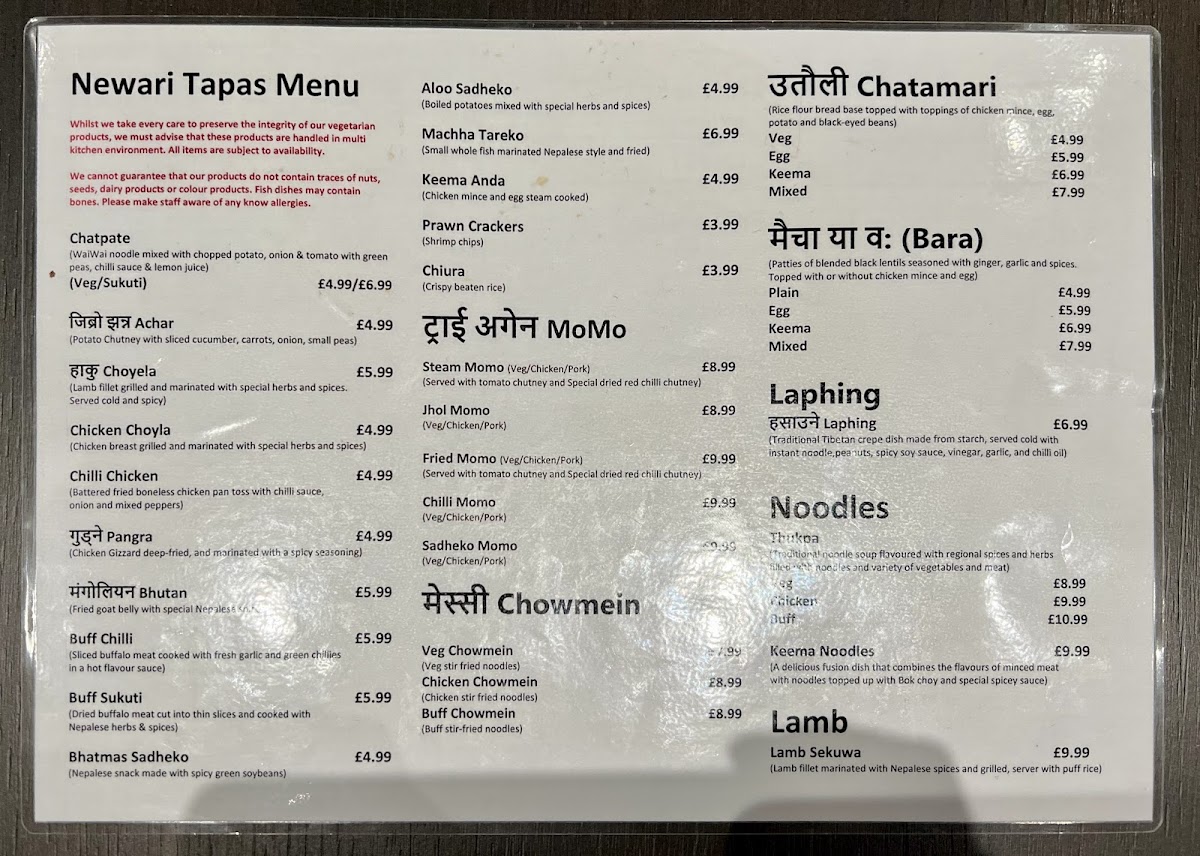 Newari Tapas Menu
Whilst we take every care to preserve the integrity of our vegetarian
products, we must advise that these products are handled in multi
kitchen environment. All items are subject to availability.
We cannot guarantee that our products do not contain traces of nuts,
seeds, dairy products or colour products. Fish dishes may contain
bones. Please make staff aware of any know allergies.
Chatpate
(WaiWai noodle mixed with chopped potato, onion & tomato with green
peas, chilli sauce & lemon juice)
(Veg/Sukuti) £4.99/£6.99
जिब्रो झन्न Achar £4.99
(Potato Chutney with sliced cucumber, carrots, onion, small peas)
हाकु Choyela £5.99
(Lamb fillet grilled and marinated with special herbs and spices.
Served cold and spicy)
Chicken Choyla £4.99
(Chicken breast grilled and marinated with special herbs and spices)
Chilli Chicken £4.99
(Battered fried boneless chicken pan toss with chilli sauce,
onion and mixed peppers)
गुड्ने Pangra £4.99
(Chicken Gizzard deep-fried, and marinated with a spicy seasoning)
मंगोलियन Bhutan £5.99
(Fried goat belly with special Nepalese
Buff Chilli £5.99
(Sliced buffalo meat cooked with fresh garlic and green chillies
in a hot flavour sauce)
Buff Sukuti £5.99
(Dried buffalo meat cut into thin slices and cooked with
Nepalese herbs & spices)
Bhatmas Sadheko £4.99
(Nepalese snack made with spicy green soybeans)
Aloo Sadheko £4.99
(Boiled potatoes mixed with special herbs and spices)
Machha Tareko £6.99
(Small whole fish marinated Nepalese style and fried)
Keema Anda £4.99
(Chicken mince and egg steam cooked)
Prawn Crackers £3.99
(Shrimp chips)
Chiura £3.99
(Crispy beaten rice)
ट्राई अगेन MoMo
Steam Momo (Veg/Chicken/Pork) £8.99
(Served with tomato chutney and Special dried red chilli chutney)
Jhol Momo £8.99
(Veg/Chicken/Pork)
Fried Momo (Veg/Chicken/Pork) £9.99
(Served with tomato chutney and Special dried red chilli chutney)
Chilli Momo £9.99
(Veg/Chicken/Pork)
Sadheko Momo £9.99
(Veg/Chicken/Pork)
मेस्सी Chowmein
Veg Chowmein £7.99
(Veg stir fried noodles)
Chicken Chowmein £8.99
(Chicken stir fried noodles)
Buff Chowmein £8.99
(Buff stir-fried noodles)
उतौली Chatamari
(Rice flour bread base topped with toppings of chicken mince, egg,
potato and black-eyed beans)
Veg £4.99
Egg £5.99
Keema £6.99
Mixed £7.99
मैचा या व: (Bara)
(Patties of blended black lentils seasoned with ginger, garlic and spices.
Topped with or without chicken mince and egg)
Plain £4.99
Egg £5.99
Keema £6.99
Mixed £7.99
Laphing
हसाउने Laphing £6.99
(Traditional Tibetan crepe dish made from starch, served cold with
instant noodle,peanuts, spicy soy sauce, vinegar, garlic, and chilli oil)
Noodles
Thukpa
(Traditional noodle soup flavoured with regional spices and herbs
filled with noodles and variety of vegetables and meat)
Veg £8.99
Chicken £9.99
Buff £10.99
Keema Noodles £9.99
(A delicious fusion dish that combines the flavours of minced meat
with noodles topped up with Bok choy and special spicey sauce)
Lamb
Lamb Sekuwa £9.99
(Lamb fillet marinated with Nepalese spices and grilled, server with puff rice)